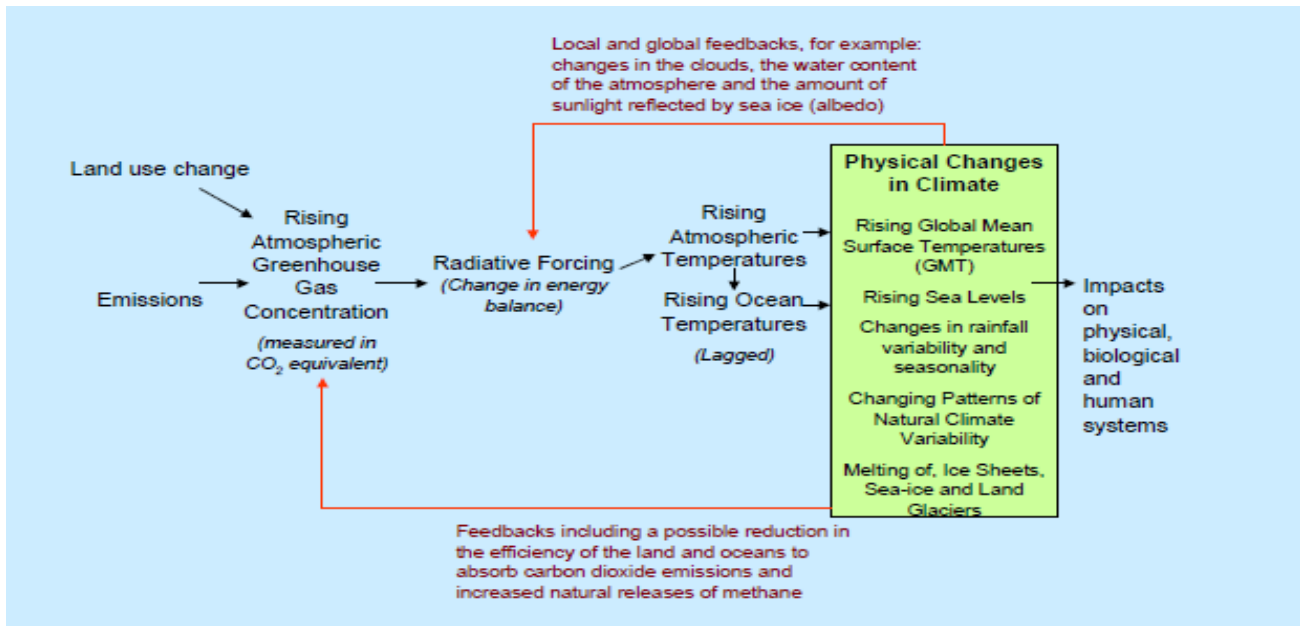 Local and global feedbacks, for example:
changes in the clouds, the water content
of the atmosphere and the amount of
sunlight reflected by sea ice (albedo)
Land use change
Emissions
Rising
Atmospheric
Greenhouse
Gas
Concentration
(measured in
CO₂ equivalent)
Radiative Forcing
(Change in energy
balance)
Rising
Atmospheric
Temperatures
Rising Ocean
Temperatures
(Lagged)
Physical Changes
in Climate
Rising Global Mean
Surface Temperatures
(GMT)
Rising Sea Levels
Changes in rainfall
variability and
seasonality
Changing Patterns of
Natural Climate
Variability
Melting of, Ice Sheets,
Sea-ice and Land
Glaciers
Impacts
on
physical,
biological
and
human
systems
Feedbacks including a possible reduction in
the efficiency of the land and oceans to
absorb carbon dioxide emissions and
increased natural releases of methane